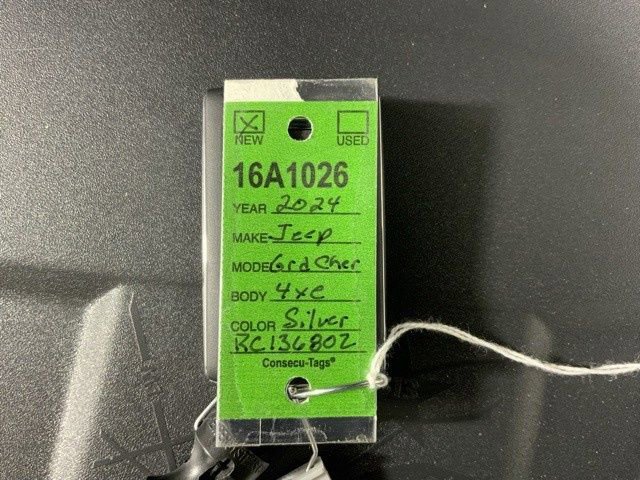 NEW USED
16A1026
YEAR 2024
MAKE Jeep
MODEL Grd Cher
BODY 4xe
COLOR Silver
RC136802
Consecu-Tags®